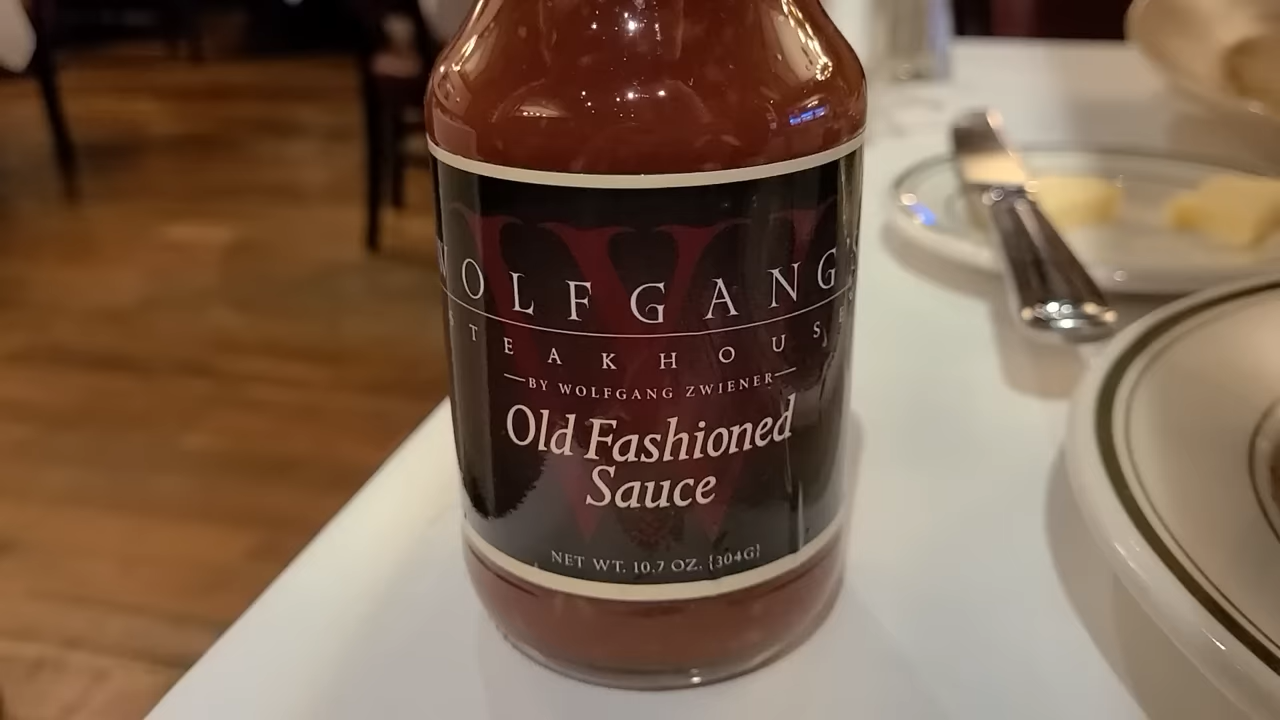 WOLFGANG'S
STEAKHOUSE
BY WOLFGANG ZWIENER
Old Fashioned
Sauce
NET WT. 10.7 OZ. {304G}